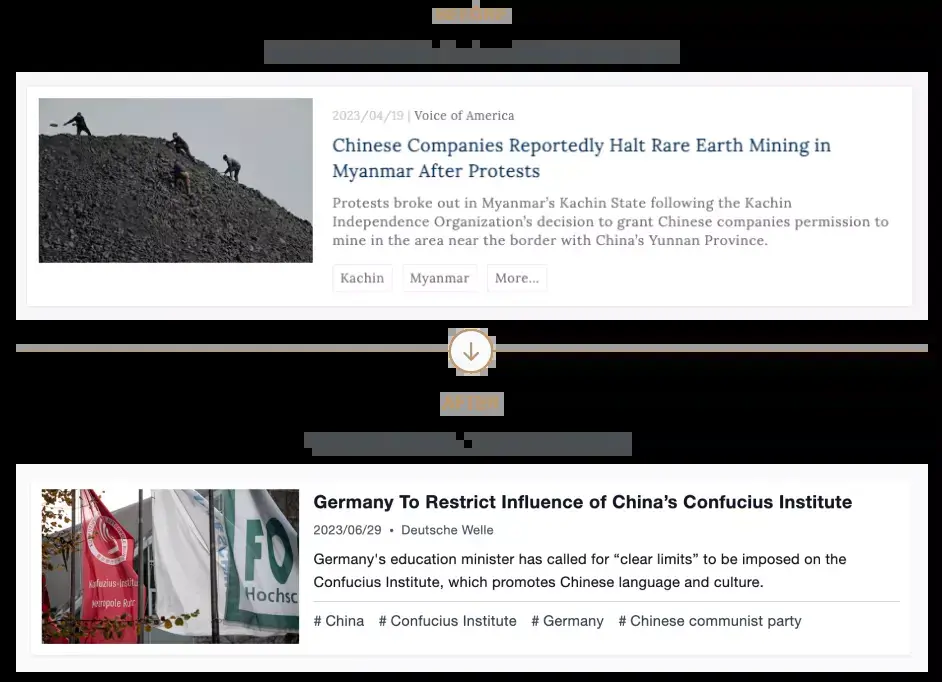 2023/04/19 | Voice of America
Chinese Companies Reportedly Halt Rare Earth Mining in
Myanmar After Protests
Protests broke out in Myanmar’s Kachin State following the Kachin
Independence Organization’s decision to grant Chinese companies permission to
mine in the area near the border with China’s Yunnan Province.
Kachin Myanmar More...
Germany To Restrict Influence of China’s Confucius Institute
2023/06/29 • Deutsche Welle
Germany's education minister has called for “clear limits” to be imposed on the
Confucius Institute, which promotes Chinese language and culture.
# China # Confucius Institute # Germany # Chinese communist party
Konfuzius-Institut
Metropole Ruhr
FO
Hochsc